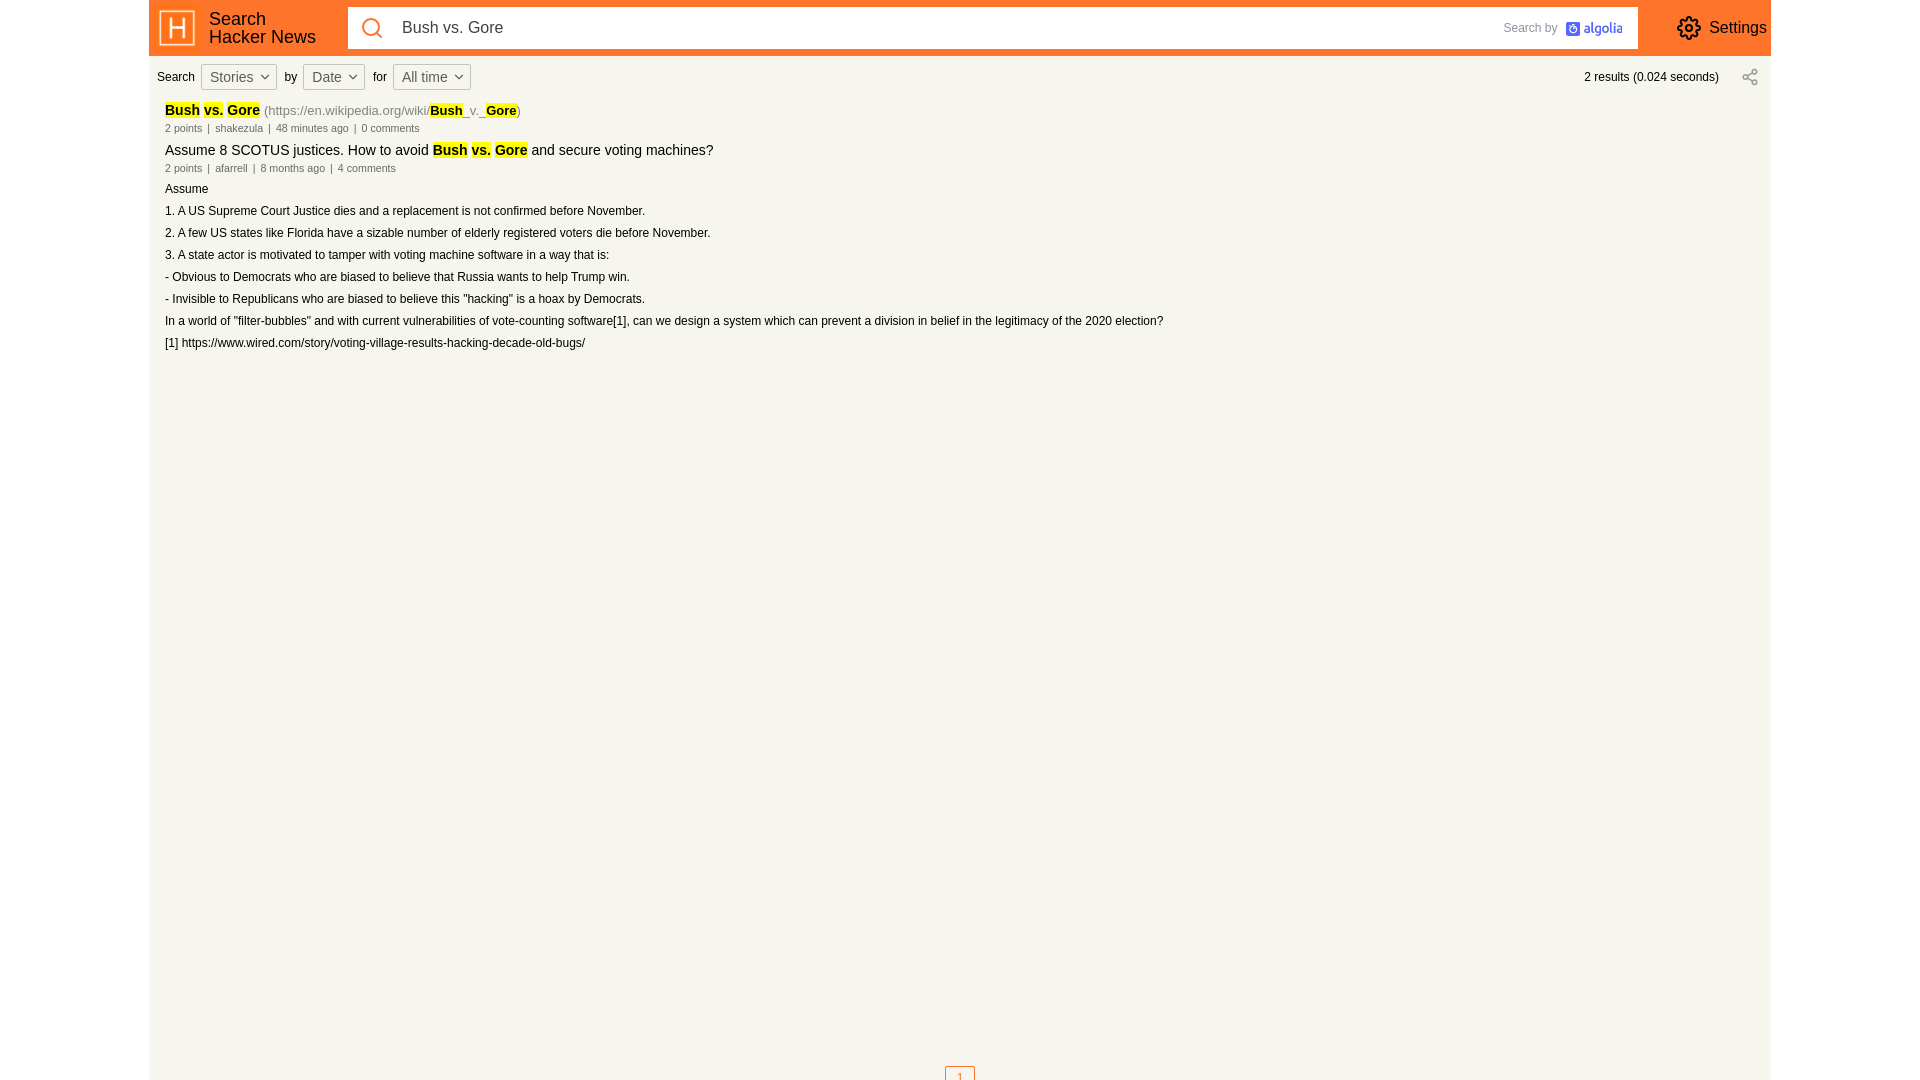 Search
Hacker News
Bush vs. Gore
Search by algolia
Settings
Search Stories by Date for All time
2 results (0.024 seconds)
Bush vs. Gore (https://en.wikipedia.org/wiki/Bush_v._Gore)
2 points | shakezula | 48 minutes ago | 0 comments
Assume 8 SCOTUS justices. How to avoid Bush vs. Gore and secure voting machines?
2 points | afarrell | 8 months ago | 4 comments
Assume
1. A US Supreme Court Justice dies and a replacement is not confirmed before November.
2. A few US states like Florida have a sizable number of elderly registered voters die before November.
3. A state actor is motivated to tamper with voting machine software in a way that is:
- Obvious to Democrats who are biased to believe that Russia wants to help Trump win.
- Invisible to Republicans who are biased to believe this "hacking" is a hoax by Democrats.
In a world of "filter-bubbles" and with current vulnerabilities of vote-counting software[1], can we design a system which can prevent a division in belief in the legitimacy of the 2020 election?
[1] https://www.wired.com/story/voting-village-results-hacking-decade-old-bugs/
1